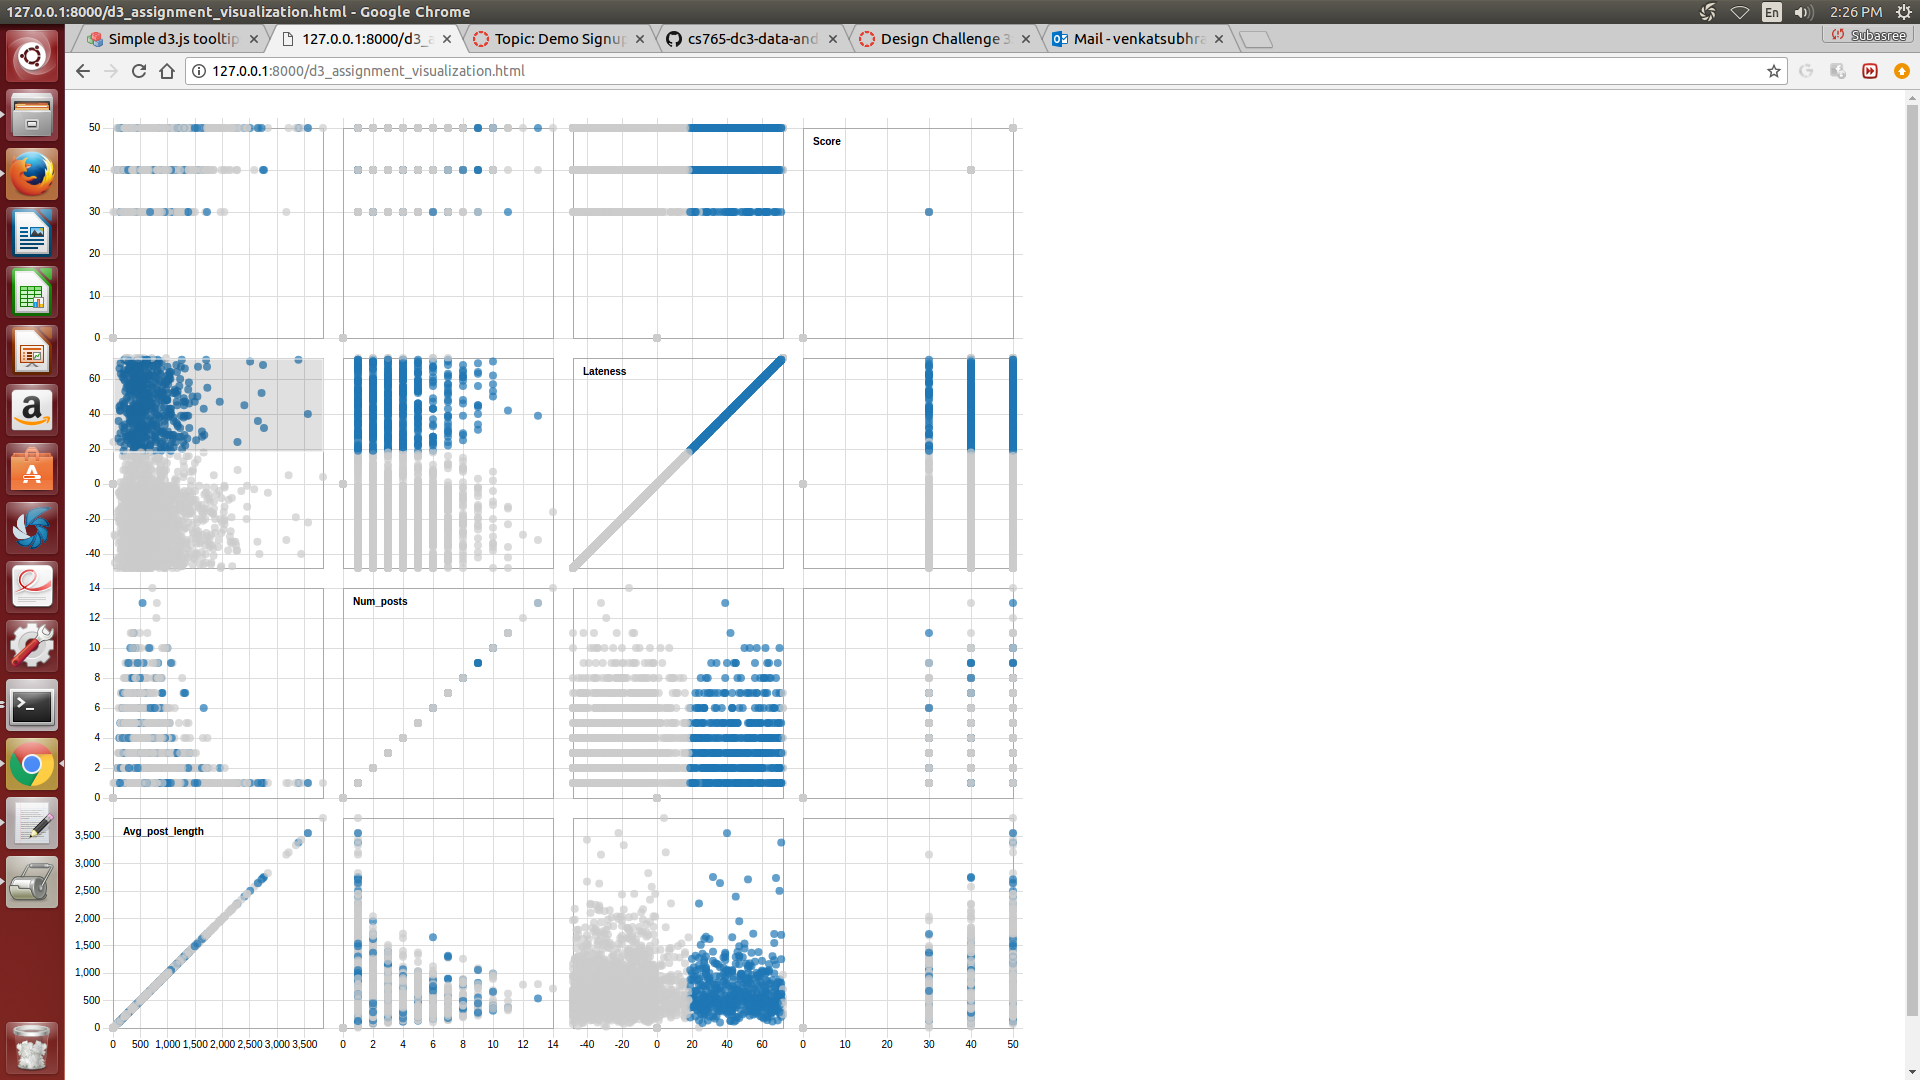 127.0.0.1:8000/d3_assignment_visualization.html - Google Chrome
En
2:26 PM
Simple d3.js tooltip
127.0.0.1:8000/d3_a
Topic: Demo Signup
cs765-dc3-data-and
Design Challenge 3
Mail - venkatsubhra
Subasree
127.0.0.1:8000/d3_assignment_visualization.html
50
40
30
20
10
0
Score
60
40
20
0
-20
-40
Lateness
14
12
10
8
6
4
2
0
Num_posts
3,500
3,000
2,500
2,000
1,500
1,000
500
0
Avg_post_length
0 500 1,000 1,500 2,000 2,500 3,000 3,500
0 2 4 6 8 10 12 14
-40 -20 0 20 40 60
0 10 20 30 40 50